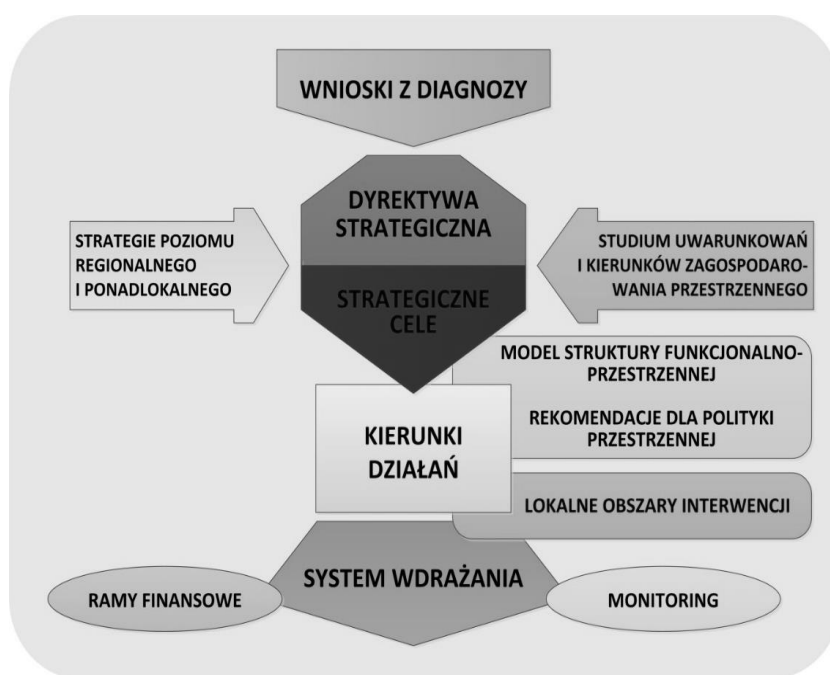 WNIOSKI Z DIAGNOZY
DYREKTYWA
STRATEGICZNA
STRATEGIE POZIOMU
REGIONALNEGO
I PONADLOKALNEGO
STUDIUM UWARUNKOWAŃ
I KIERUNKÓW ZAGOSPODARO-
WANIA PRZESTRZENNEGO
STRATEGICZNE
CELE
MODEL STRUKTURY FUNKCJONALNO-
PRZESTRZENNEJ
REKOMENDACJE DLA POLITYKI
PRZESTRZENNEJ
KIERUNKI
DZIAŁAŃ
LOKALNE OBSZARY INTERWENCJI
SYSTEM WDRAŻANIA
RAMY FINANSOWE
MONITORING